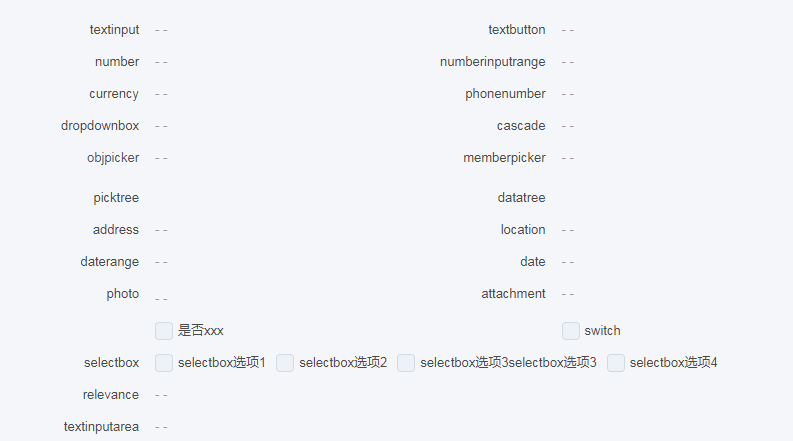 textinput -- textbutton --
number -- numberinputrange --
currency -- phonenumber --
dropdownbox -- cascade --
objpicker -- memberpicker --
picktree datatree
address -- location --
daterange -- date --
photo -- attachment --
是否xxx switch
selectbox selectbox选项1 selectbox选项2 selectbox选项3selectbox选项3 selectbox选项4
relevance --
textinputarea --